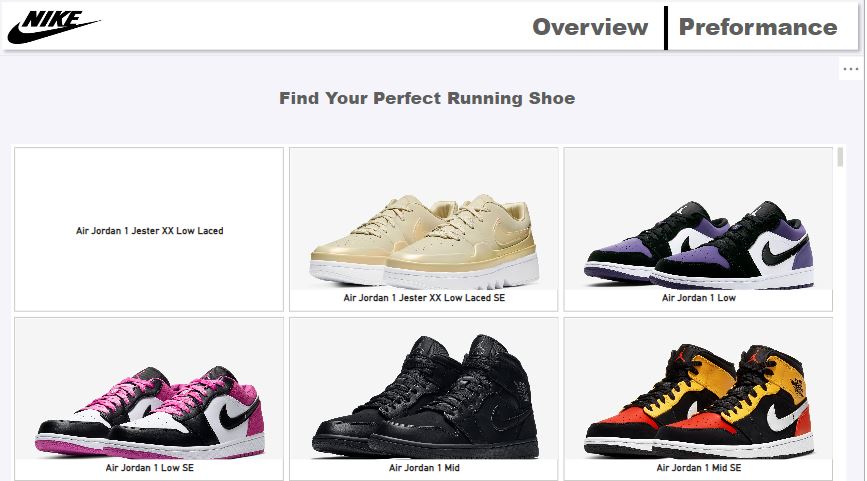 NIKE
Overview
Preformance
Find Your Perfect Running Shoe
Air Jordan 1 Jester XX Low Laced
Air Jordan 1 Jester XX Low Laced SE
Air Jordan 1 Low
Air Jordan 1 Low SE
Air Jordan 1 Mid
Air Jordan 1 Mid SE